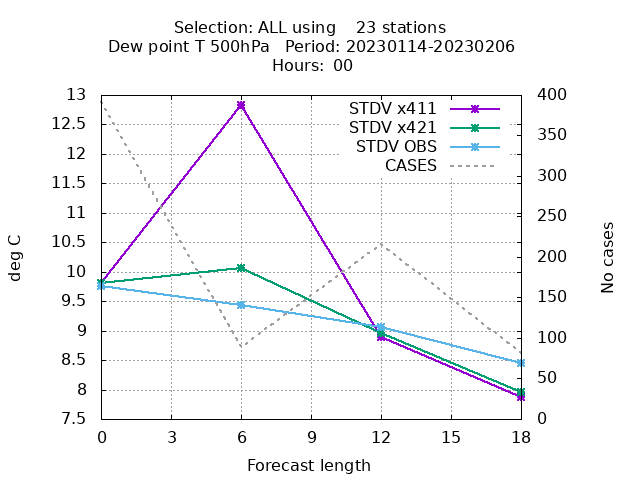 Selection: ALL using    23 stations
Dew point T 500hPa   Period: 20230114-20230206
Hours:  00
13
12.5
12
11.5
11
10.5
10
9.5
9
8.5
8
7.5
400
350
300
250
200
150
100
50
0
STDV x411
STDV x421
STDV OBS
CASES
deg C
No cases
0 3 6 9 12 15 18
Forecast length